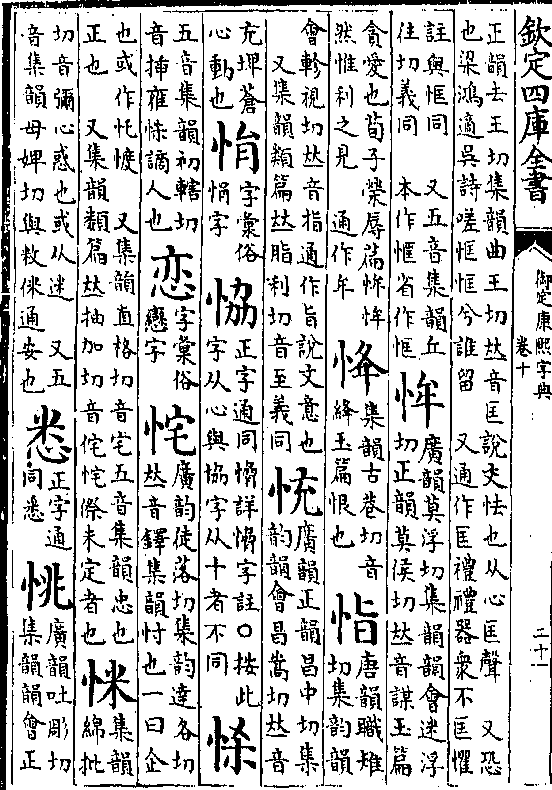 欽定四庫全書
御定康熙字典
卷十
二十一
正韻去王切集韻曲王切𠀤音匡說文怯也从心匡聲 又恐
也梁鴻適吳詩嗟恇恇兮誰留 又通作匡禮禮器衆不匡懼
註與恇同 又五音集韻丘
往切義同 本作㤮省作恇
恈
廣韻莫浮切集韻韻會迷浮
切正韻莫侯切𠀤音謀玉篇
貪愛也荀子榮辱篇恈恈
然惟利之見 通作牟
㤜
集韻古巷切音
絳玉篇恨也
恉
唐韻職雉
切集韻韻
會軫視切𠀤音指通作旨說文意也
又集韻類篇𠀤脂利切音至義同
㤝
廣韻正韻昌中切集
韻韻會昌嵩切𠀤音
充埤蒼
心動也
字彙俗
悁字
恊
正字通同愶詳愶字註○按此
字从心與協字从十者不同
五音集韻初轄切
音插雍謫人也
恋
字彙俗
戀字
㤞
廣韻徒落切集韻達各切
𠀤音鐸集韻忖也一曰企
也或作 又集韻直格切音宅五音集韻忠也
正也 又集韻類篇𠀤抽加切音侘㤞傺未定者也
集韻
綿批
切音彌心惑也或从迷 又五
音集韻母婢切與敉侎通安也
正字通
同悉
恌
廣韻吐彫切
集韻韻會正